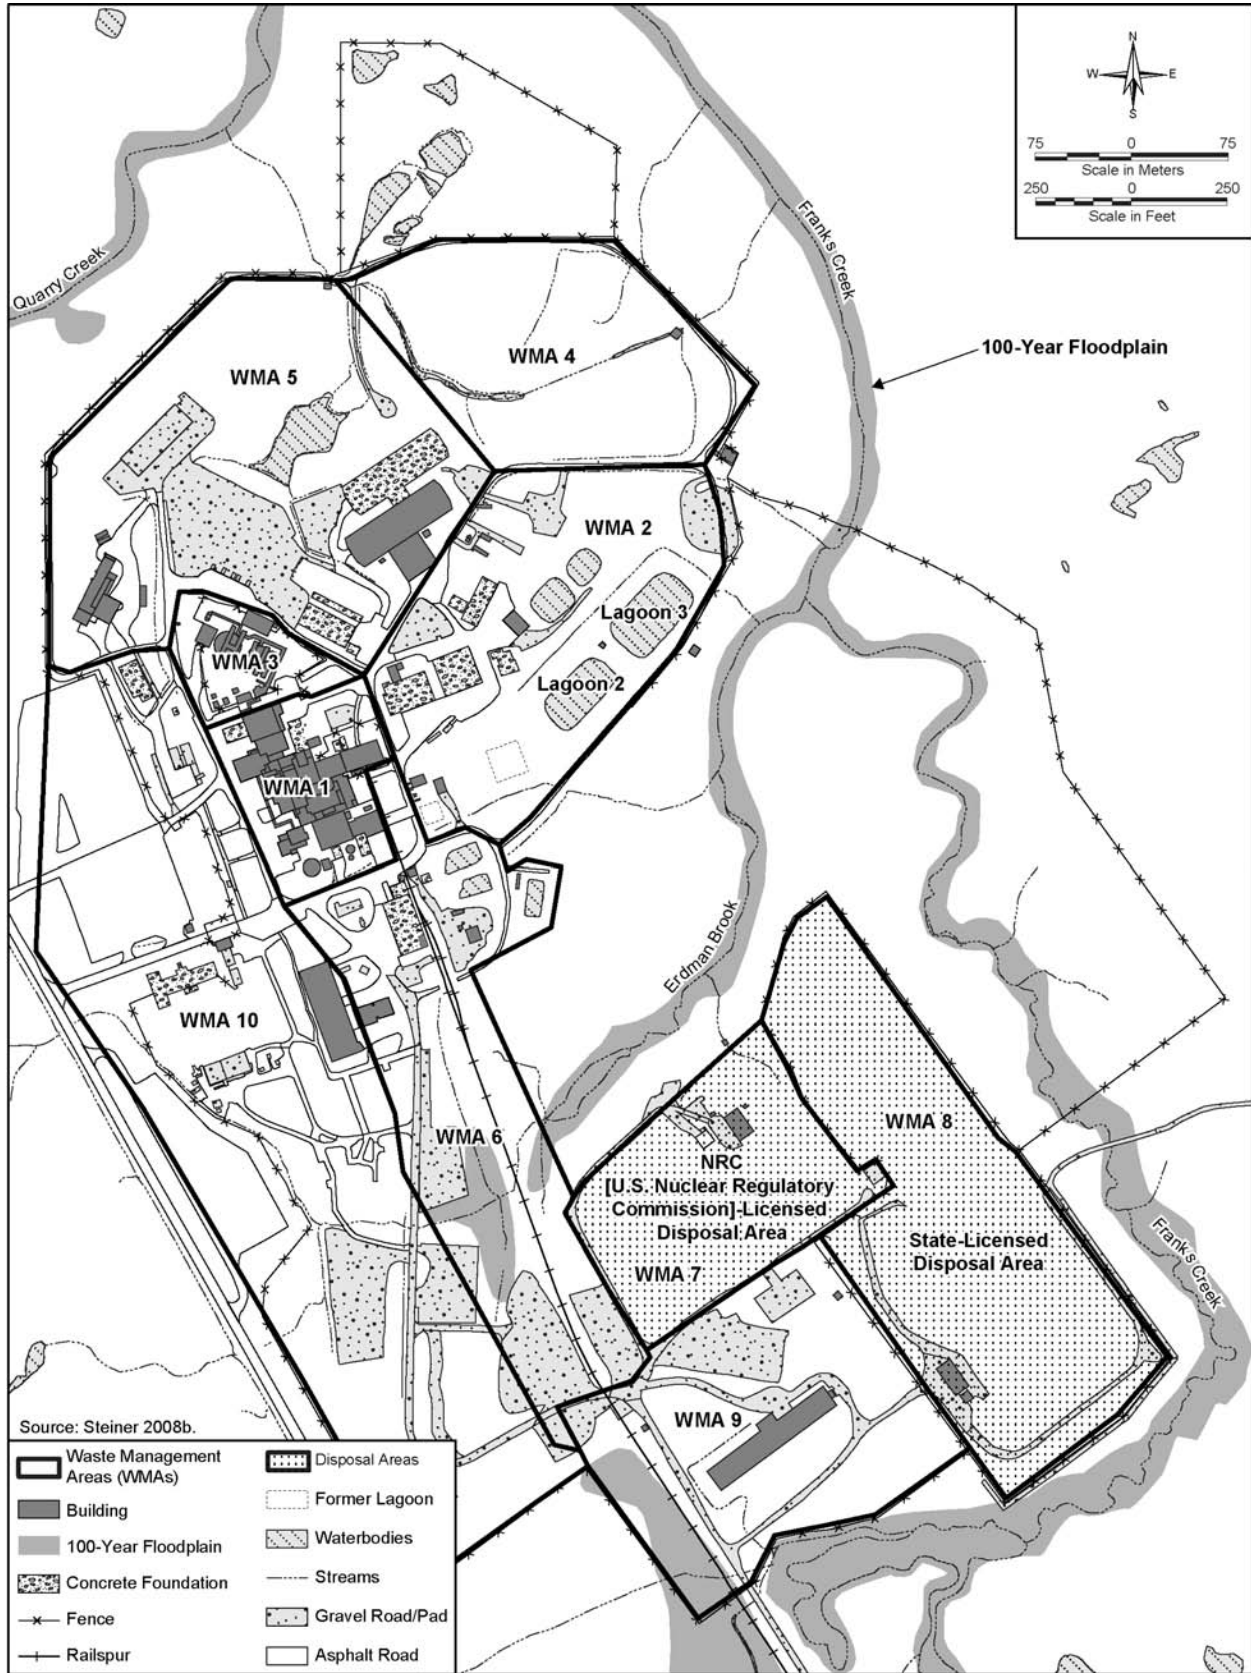 N
W E
S
75 0 75
Scale in Meters
250 0 250
Scale in Feet
Quarry Creek
Franks Creek
100-Year Floodplain
WMA 4
WMA 5
WMA 2
Lagoon 3
WMA 3
Lagoon 2
WMA 1
Erdman Brook
WMA 10
WMA 6
WMA 8
NRC
[U.S. Nuclear Regulatory
Commission]-Licensed
Disposal Area
WMA 7
State-Licensed
Disposal Area
Franks Creek
WMA 9
Source: Steiner 2008b.
Waste Management
Areas (WMAs)
Building
100-Year Floodplain
Concrete Foundation
Fence
Railspur
Disposal Areas
Former Lagoon
Waterbodies
Streams
Gravel Road/Pad
Asphalt Road